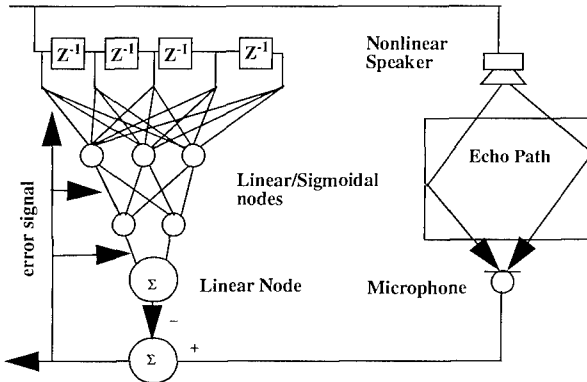 Z-1 Z-1 Z-1 Z-1
Nonlinear
Speaker
Echo Path
Linear/Sigmoidal
nodes
error signal
Linear Node
Σ
Microphone
−
+
Σ